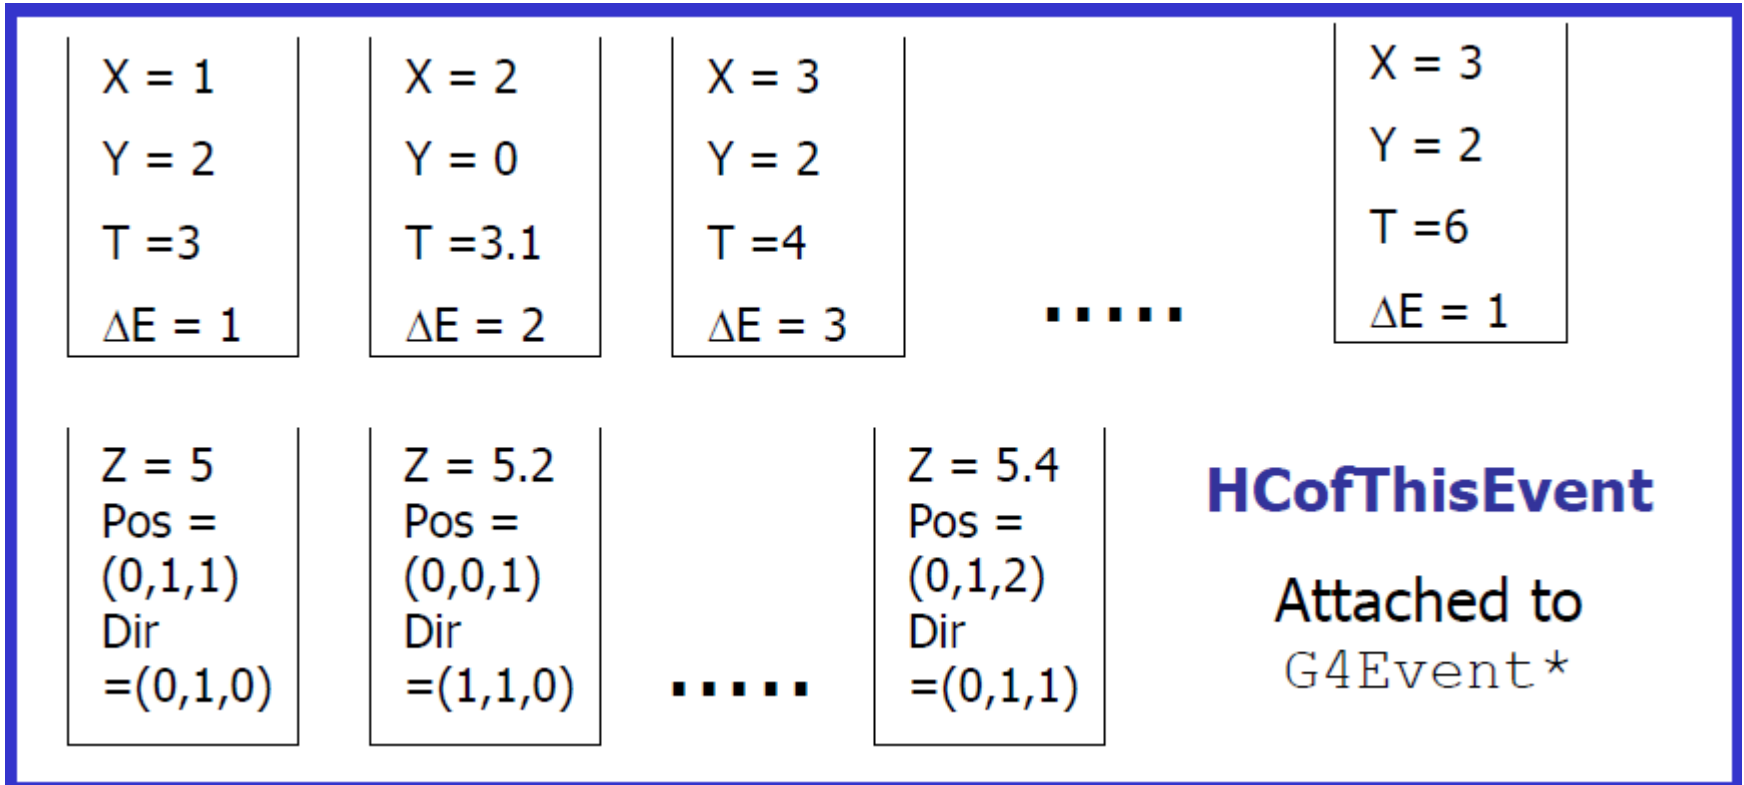 X = 1
Y = 2
T =3
ΔE = 1
X = 2
Y = 0
T =3.1
ΔE = 2
X = 3
Y = 2
T =4
ΔE = 3
.....
X = 3
Y = 2
T =6
ΔE = 1
Z = 5
Pos =
(0,1,1)
Dir
=(0,1,0)
Z = 5.2
Pos =
(0,0,1)
Dir
=(1,1,0)
.....
Z = 5.4
Pos =
(0,1,2)
Dir
=(0,1,1)
HCofThisEvent
Attached to
G4Event*